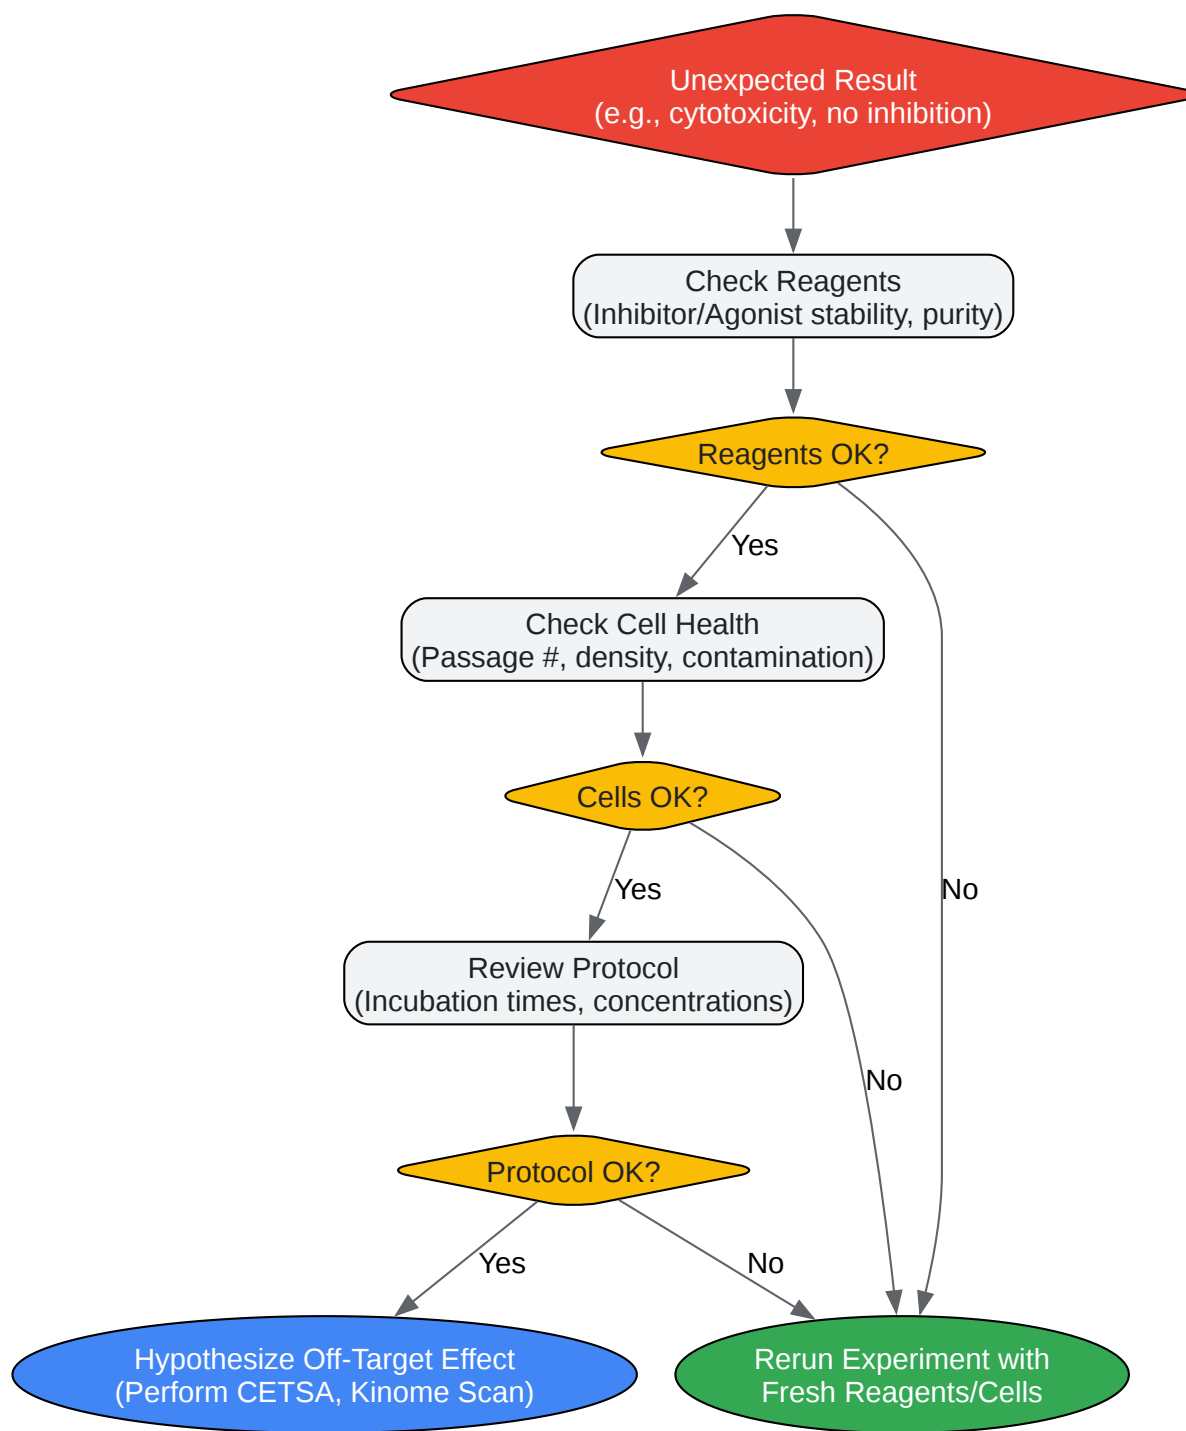 Unexpected Result
(e.g., cytotoxicity, no inhibition)
Check Reagents
(Inhibitor/Agonist stability, purity)
Reagents OK?
Yes
Check Cell Health
(Passage #, density, contamination)
Cells OK?
Yes
No
Review Protocol
(Incubation times, concentrations)
No
Protocol OK?
Yes
No
Hypothesize Off-Target Effect
(Perform CETSA, Kinome Scan)
Rerun Experiment with
Fresh Reagents/Cells